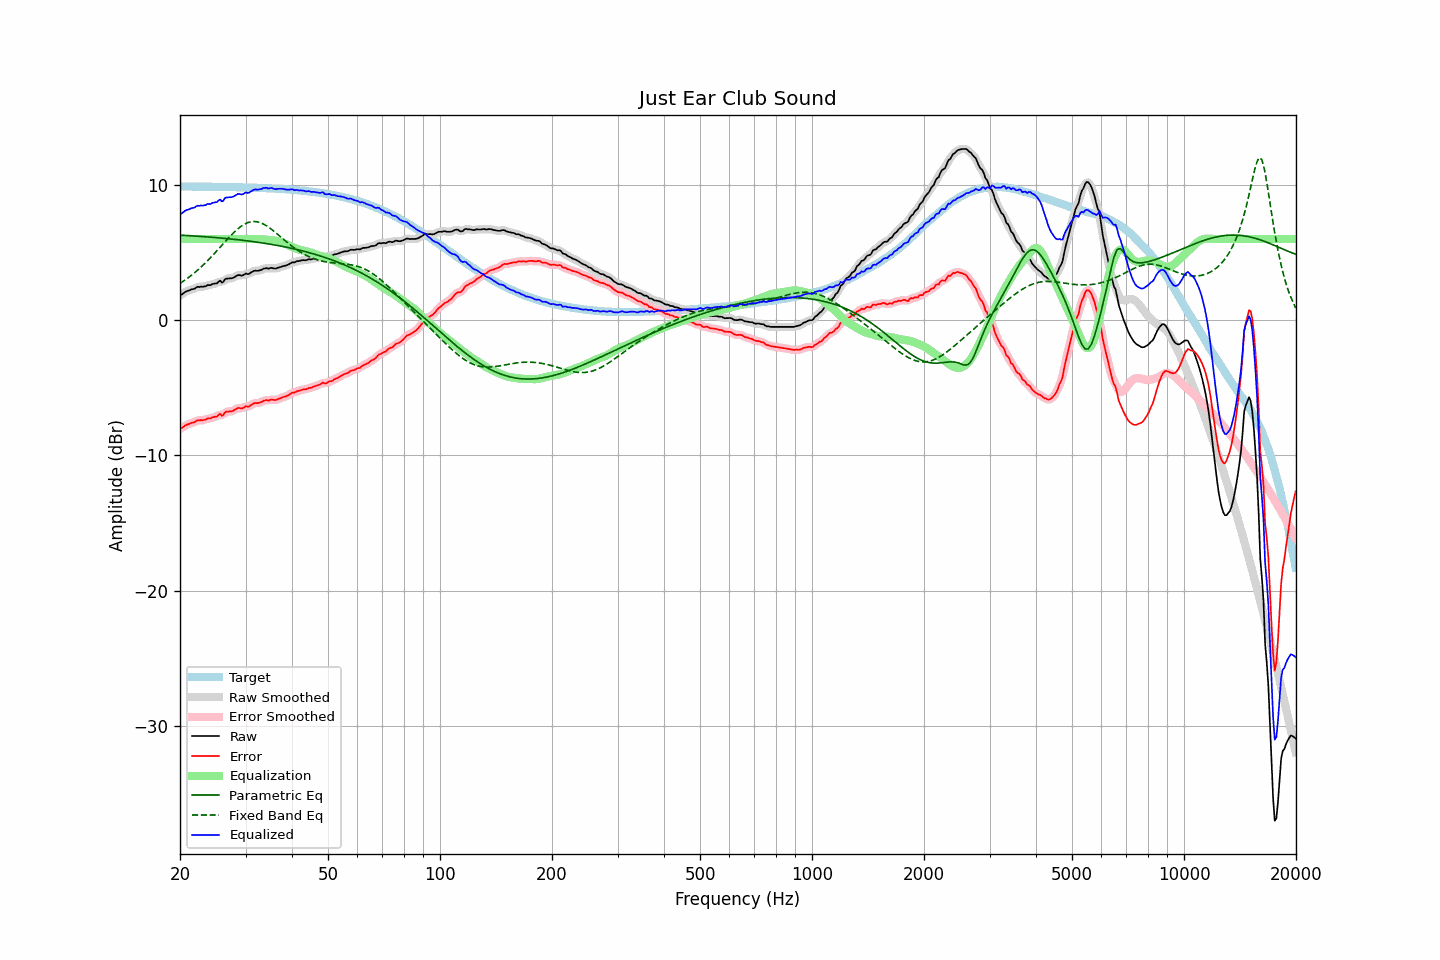 Just Ear Club Sound
Amplitude (dBr)
10
0
−10
−20
−30
Target
Raw Smoothed
Error Smoothed
Raw
Error
Equalization
Parametric Eq
Fixed Band Eq
Equalized
20 50 100 200 500 1000 2000 5000 10000 20000
Frequency (Hz)